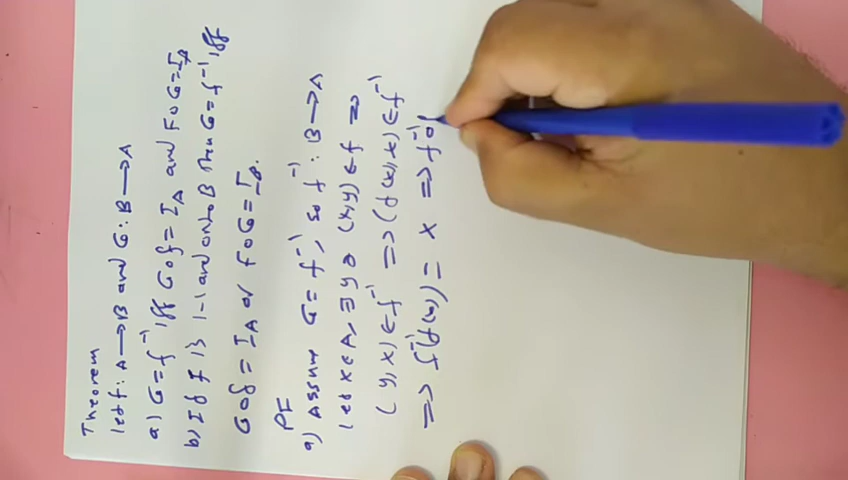 Theorem
let f: A → B and G: B → A
a) G = f⁻¹ iff G o f = I_A and F o G = I_B
b) If F is 1-1 and onto B then G = f⁻¹ iff
G o f = I_A or F o G = I_B.
PF
a) Assume G = f⁻¹, so f⁻¹: B → A
let x ∈ A, ∃ y ∋ (x,y) ∈ f ⇒
(y,x) ∈ f⁻¹ ⇒ (f(x),x) ∈ f⁻¹
⇒ f⁻¹(f(x)) = x ⇒ f⁻¹o